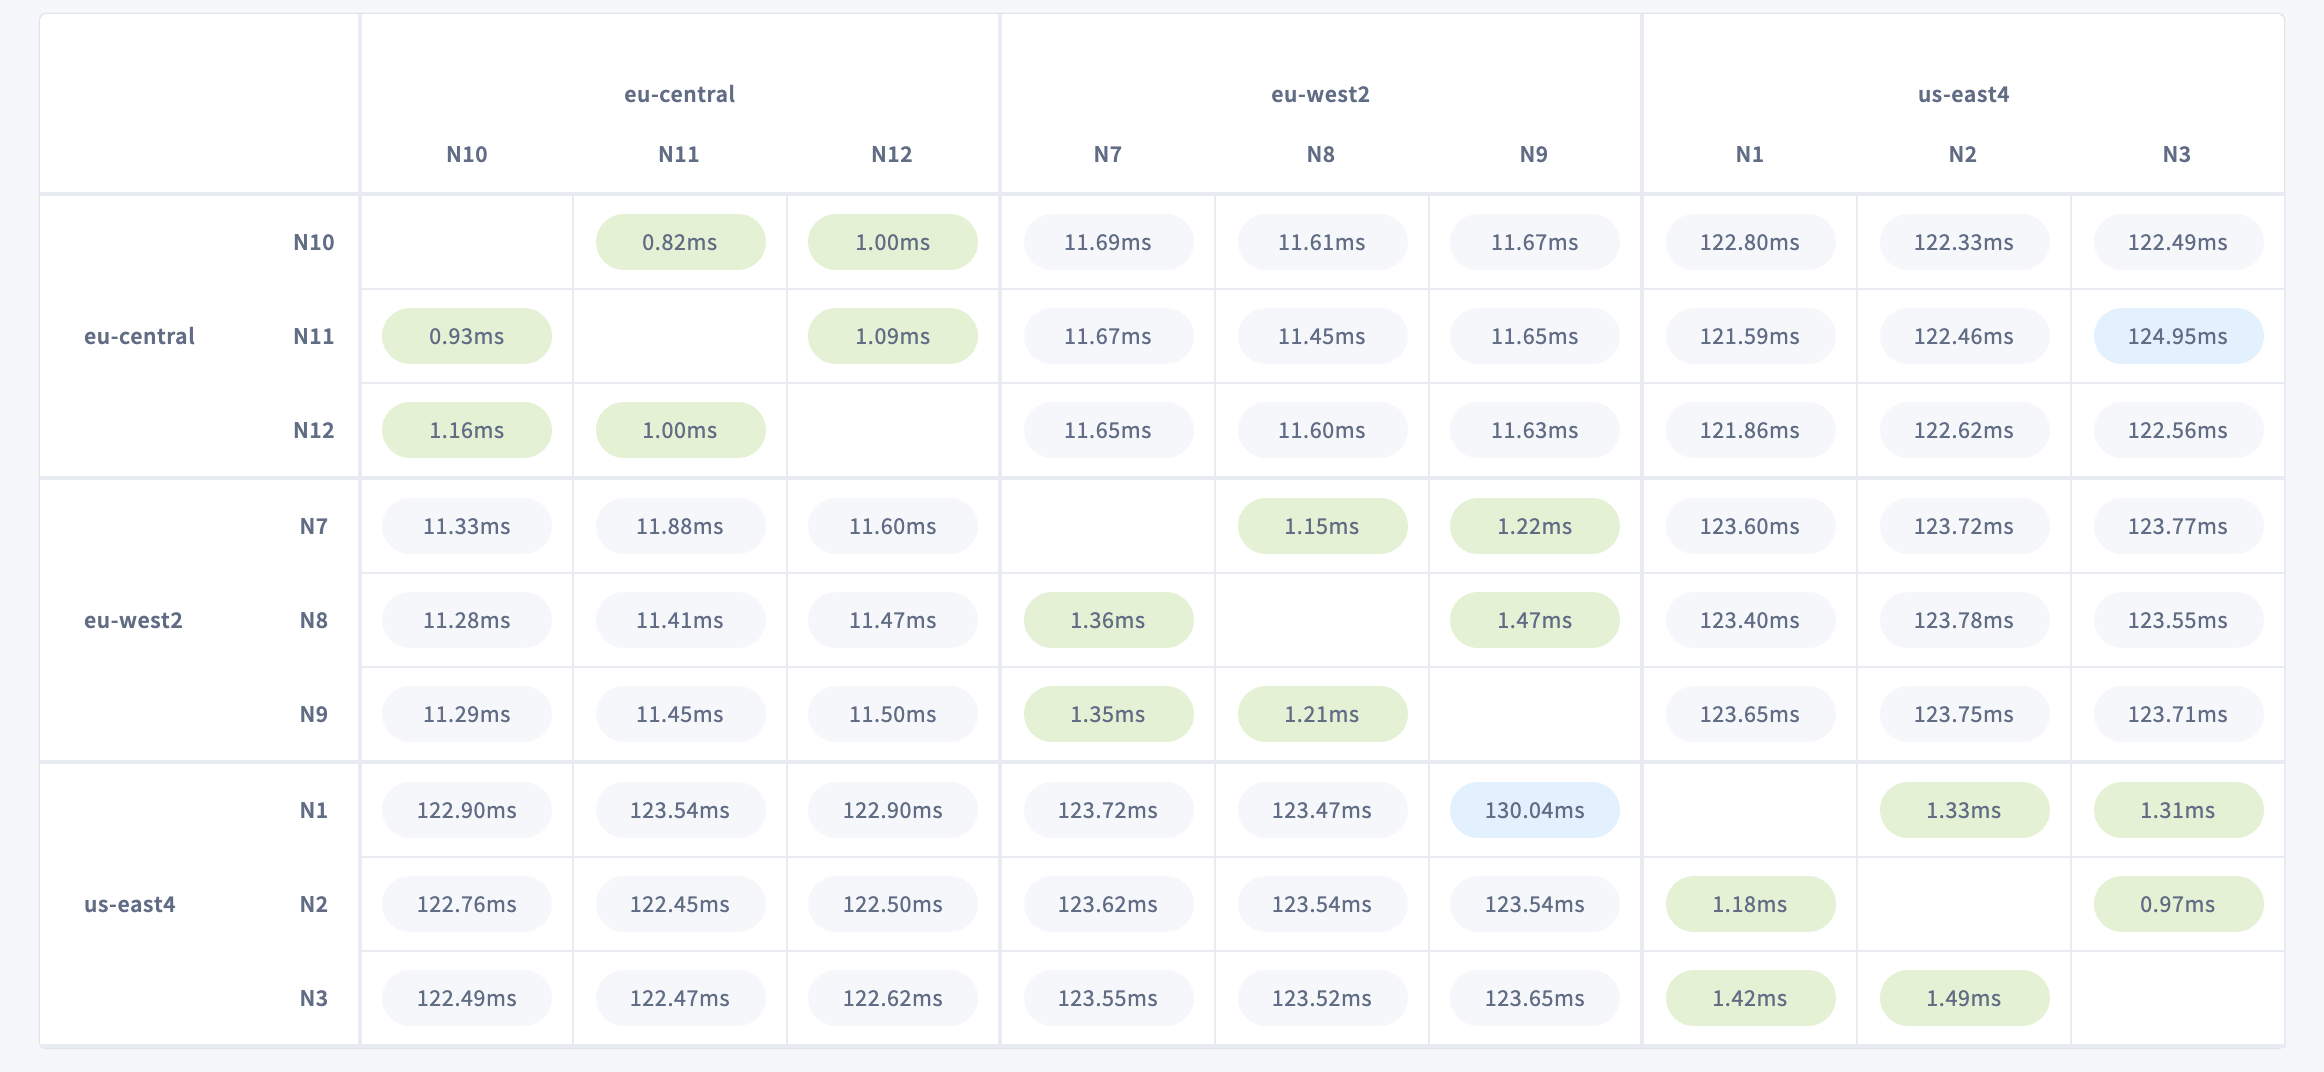 eu-central eu-west2 us-east4
N10 N11 N12 N7 N8 N9 N1 N2 N3
N10 0.82ms 1.00ms 11.69ms 11.61ms 11.67ms 122.80ms 122.33ms 122.49ms
eu-central N11 0.93ms 1.09ms 11.67ms 11.45ms 11.65ms 121.59ms 122.46ms 124.95ms
N12 1.16ms 1.00ms 11.65ms 11.60ms 11.63ms 121.86ms 122.62ms 122.56ms
N7 11.33ms 11.88ms 11.60ms 1.15ms 1.22ms 123.60ms 123.72ms 123.77ms
eu-west2 N8 11.28ms 11.41ms 11.47ms 1.36ms 1.47ms 123.40ms 123.78ms 123.55ms
N9 11.29ms 11.45ms 11.50ms 1.35ms 1.21ms 123.65ms 123.75ms 123.71ms
N1 122.90ms 123.54ms 122.90ms 123.72ms 123.47ms 130.04ms 1.33ms 1.31ms
us-east4 N2 122.76ms 122.45ms 122.50ms 123.62ms 123.54ms 123.54ms 1.18ms 0.97ms
N3 122.49ms 122.47ms 122.62ms 123.55ms 123.52ms 123.65ms 1.42ms 1.49ms